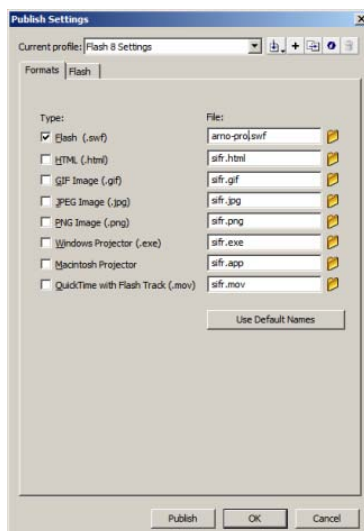 Publish Settings
Current profile: Flash 8 Settings
Formats Flash
Type: File:
Flash (.swf) arno-pro.swf
HTML (.html) sifr.html
GIF Image (.gif) sifr.gif
JPEG Image (.jpg) sifr.jpg
PNG Image (.png) sifr.png
Windows Projector (.exe) sifr.exe
Macintosh Projector sifr.app
QuickTime with Flash Track (.mov) sifr.mov
Use Default Names
Publish OK Cancel